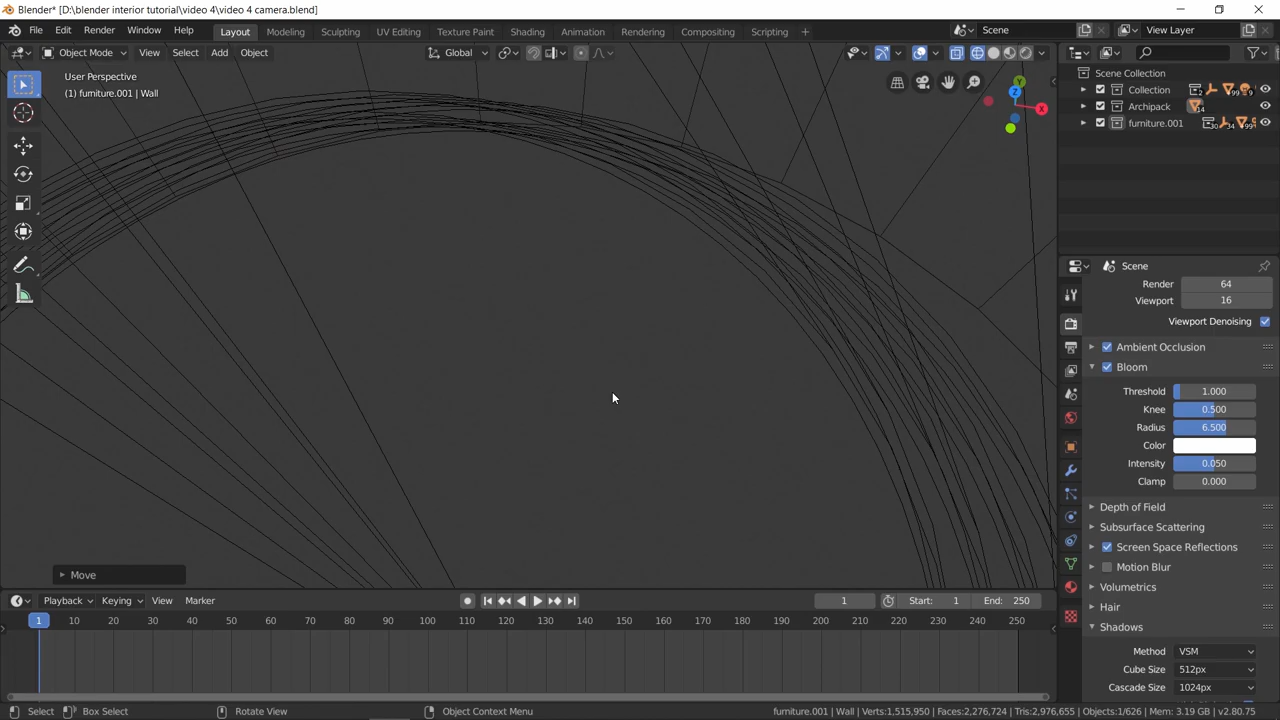 Blender* [D:\blender interior tutorial\video 4\video 4 camera.blend]
File Edit Render Window Help Layout Modeling Sculpting UV Editing Texture Paint Shading Animation Rendering Compositing Scripting + Scene View Layer
Object Mode View Select Add Object Global
User Perspective
(1) furniture.001 | Wall
Y
Z
X
Scene Collection
Collection 2 99 9
Archipack 14
furniture.001 30 34 99
Scene
Render 64
Viewport 16
Viewport Denoising
Ambient Occlusion
Bloom
Threshold 1.000
Knee 0.500
Radius 6.500
Color
Intensity 0.050
Clamp 0.000
Depth of Field
Subsurface Scattering
Screen Space Reflections
Motion Blur
Volumetrics
Hair
Shadows
Method VSM
Cube Size 512px
Cascade Size 1024px
Move
Playback Keying View Marker 1 Start: 1 End: 250
1 10 20 30 40 50 60 70 80 90 100 110 120 130 140 150 160 170 180 190 200 210 220 230 240 250
Select Box Select Rotate View Object Context Menu furniture.001 | Wall | Verts:1,515,950 | Faces:2,276,724 | Tris:2,976,655 | Objects:1/626 | Mem: 3.19 GB | v2.80.75